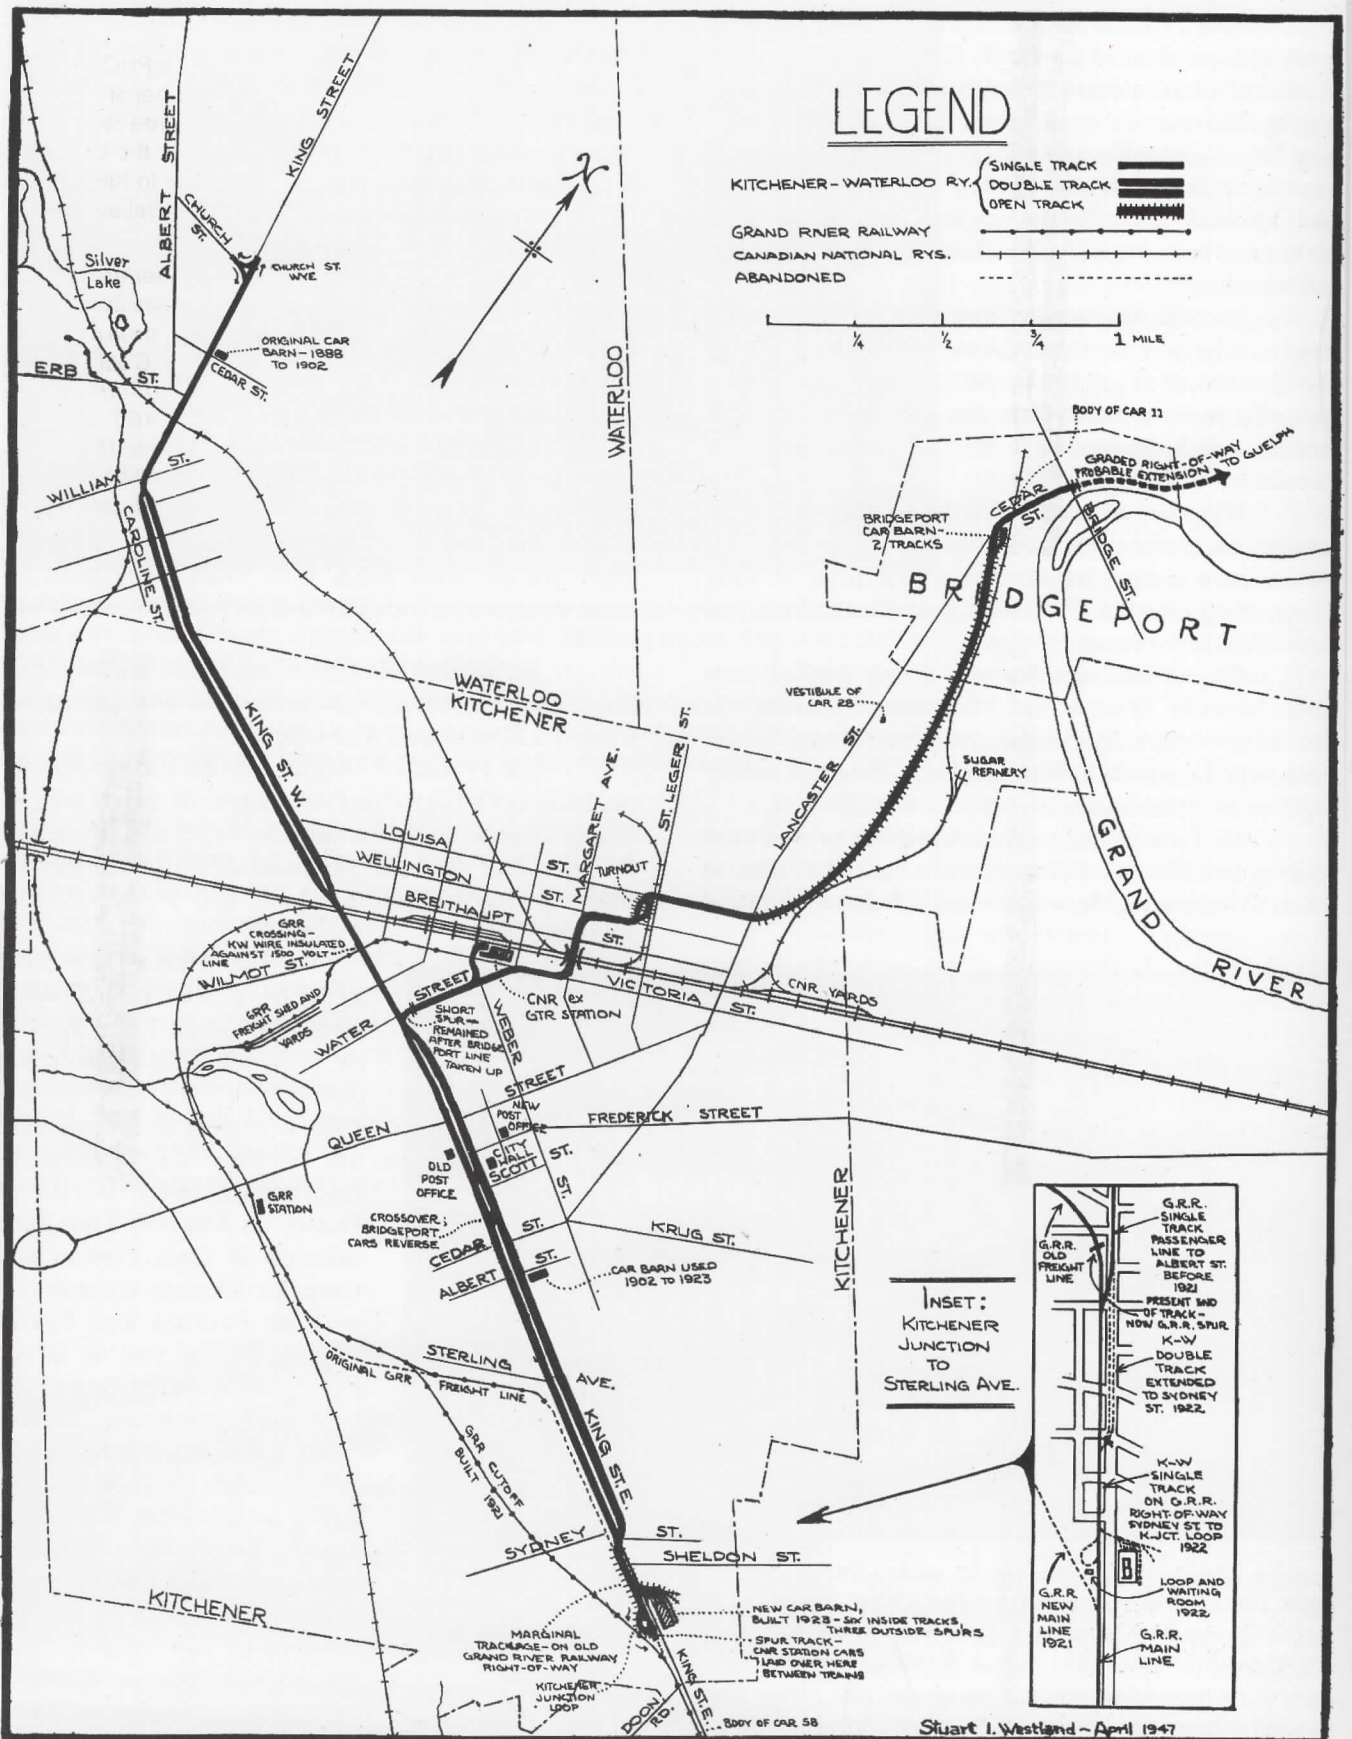 LEGEND
KITCHENER-WATERLOO RY.
SINGLE TRACK
DOUBLE TRACK
OPEN TRACK
GRAND RIVER RAILWAY
CANADIAN NATIONAL RYS.
ABANDONED
1/4
1/2
3/4
1 MILE
ALBERT STREET
KING STREET
CHURCH
ST.
CHURCH ST.
WYE
Silver
Lake
ORIGINAL CAR
BARN-1888
TO 1902
CEDAR ST.
ERB
ST.
WATERLOO
WILLIAM
ST.
CAROLINE ST.
BODY OF CAR 11
GRADED RIGHT-OF-WAY
PROBABLE EXTENSION
TO GUELPH
CEDAR
ST.
BRIDGEPORT
CAR BARN-
2 TRACKS
BRIDGE ST.
BRIDGEPORT
WATERLOO
KITCHENER
KING ST. W.
VESTIBULE OF
CAR 28
LANCASTER ST.
SUGAR
REFINERY
MARGARET AVE.
ST. LEGER ST.
TURNOUT
LOUISA
ST.
WELLINGTON
ST.
BREITHAUPT
ST.
GRAND RIVER
GRR
CROSSING-
KW WIRE INSULATED
AGAINST 1500 VOLT
LINE
WILMOT ST.
GRR
FREIGHT SHED AND
YARDS
WATER
STREET
CNR (ex
GTR STATION
VICTORIA
ST.
CNR YARDS
SHORT
SPUR-
REMAINED
AFTER BRIDGE
PORT LINE
TAKEN UP
WEBER
ST.
QUEEN
STREET
NEW
POST
OFFICE
FREDERICK STREET
CITY
HALL
SCOTT
ST.
OLD
POST
OFFICE
GRR
STATION
CROSSOVER;
BRIDGEPORT
CARS REVERSE
CEDAR
ST.
KRUG ST.
ALBERT
ST.
CAR BARN USED
1902 TO 1923
KITCHENER
STERLING
AVE.
ORIGINAL GRR
FREIGHT LINE
GRR CUTOFF
BUILT 1921
KING ST. E.
SYDNEY
ST.
SHELDON ST.
KITCHENER
MARGINAL
TRACKAGE-ON OLD
GRAND RIVER RAILWAY
RIGHT-OF-WAY
KITCHENER
JUNCTION
LOOP
NEW CAR BARN,
BUILT 1923-SIX INSIDE TRACKS,
THREE OUTSIDE SPURS
SPUR TRACK-
CNR STATION CARS
LAID OVER HERE
BETWEEN TRAINS
DOON
RD.
KING ST. E.
BODY OF CAR 58
INSET:
KITCHENER
JUNCTION
TO
STERLING AVE.
G.R.R.
OLD
FREIGHT
LINE
G.R.R.
SINGLE
TRACK
PASSENGER
LINE TO
ALBERT ST.
BEFORE
1921
PRESENT END
OF TRACK-
NOW G.R.R. SPUR
K-W
DOUBLE
TRACK
EXTENDED
TO SYDNEY
ST. 1922
K-W
SINGLE
TRACK
ON G.R.R.
RIGHT-OF-WAY
SYDNEY ST. TO
K.JCT. LOOP
1922
B
LOOP AND
WAITING
ROOM
1922
G.R.R.
NEW
MAIN
LINE
1921
G.R.R.
MAIN
LINE
Stuart I. Westland ~ April 1947